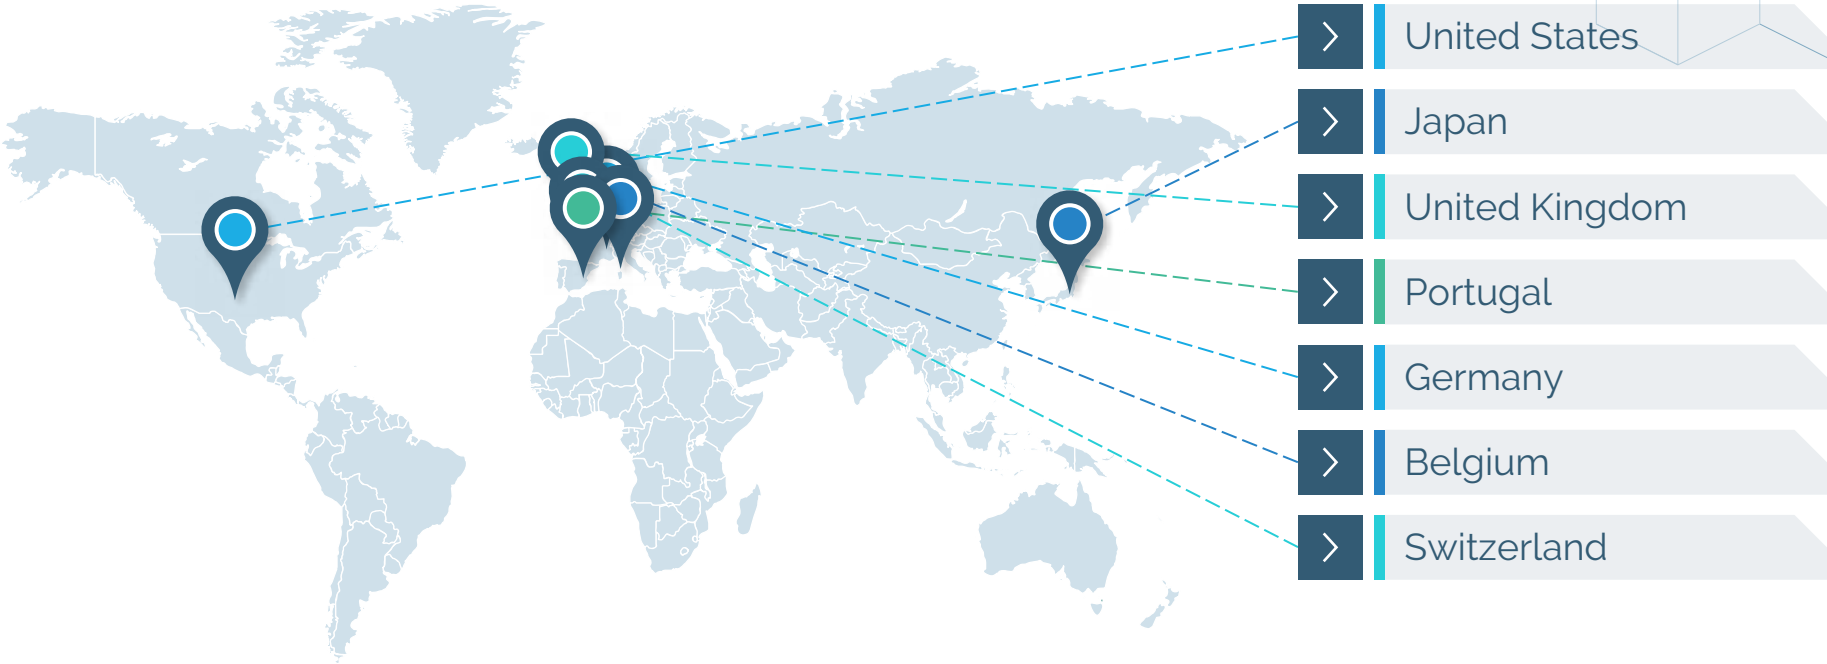 United States
Japan
United Kingdom
Portugal
Germany
Belgium
Switzerland